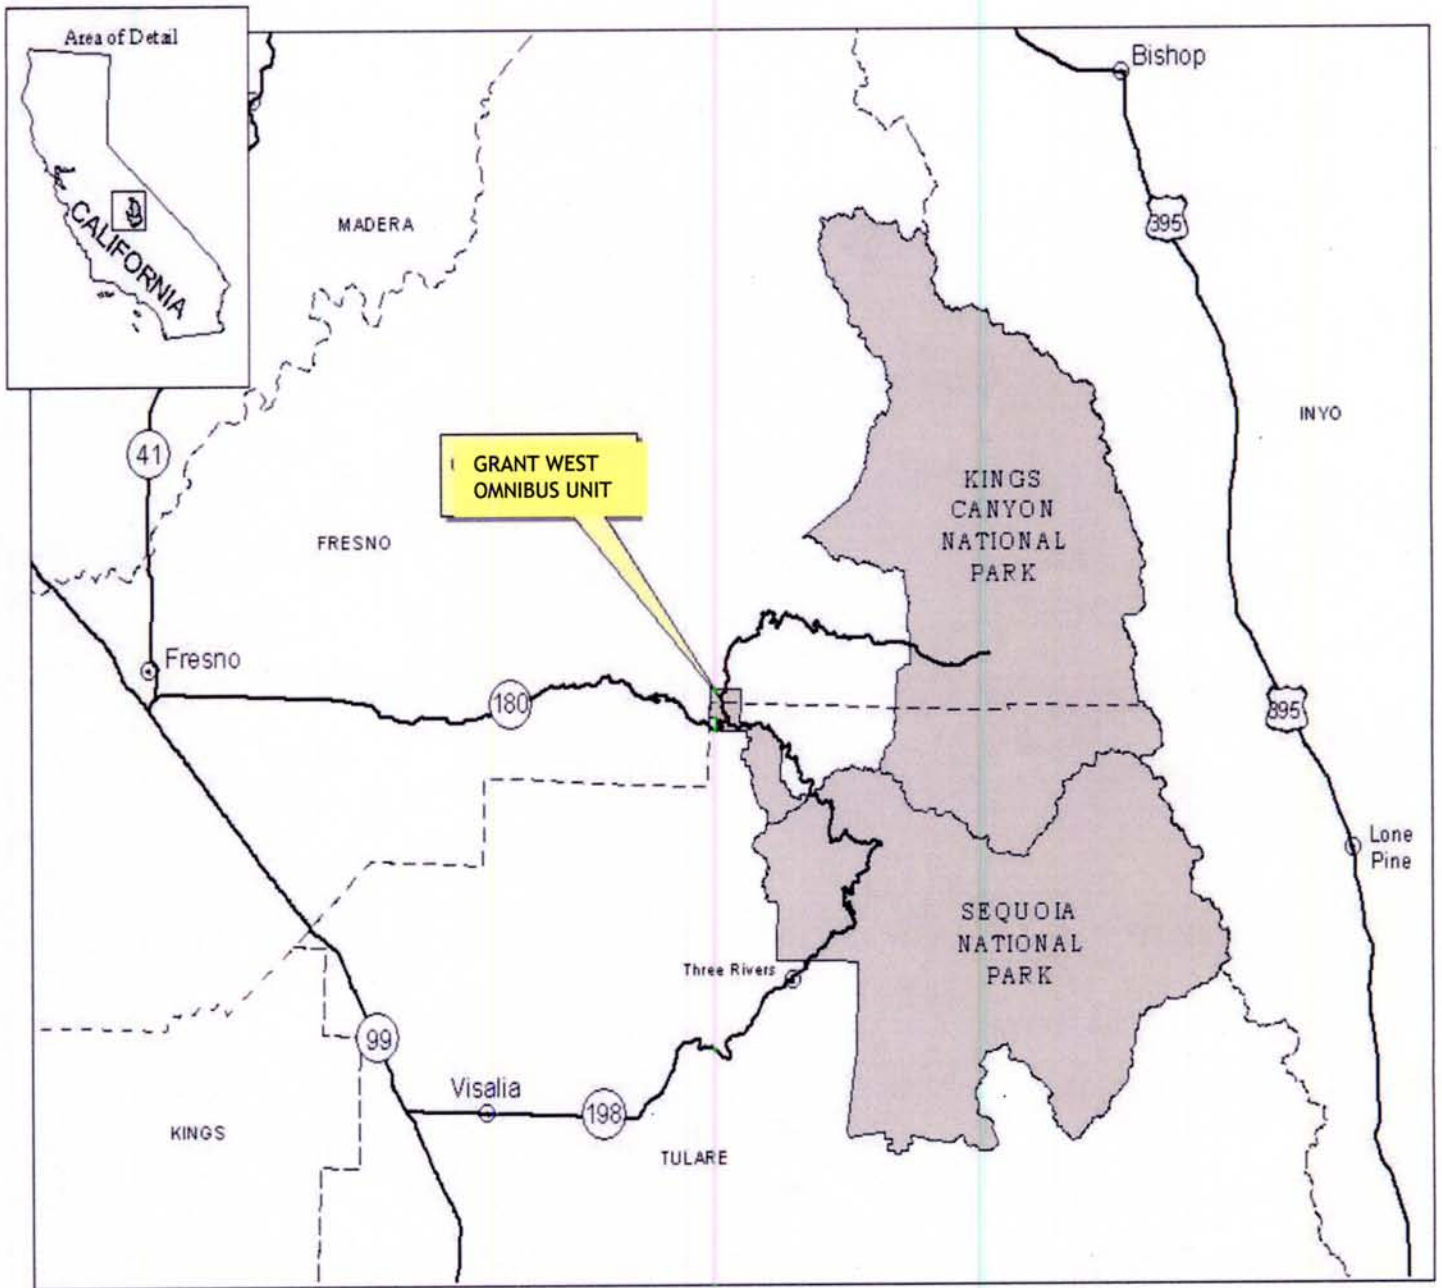 Area of Detail
CALIFORNIA
Bishop
MADERA
395
INYO
41
GRANT WEST
OMNIBUS UNIT
KINGS
CANYON
NATIONAL
PARK
FRESNO
Fresno
180
395
Lone
Pine
SEQUOIA
NATIONAL
PARK
Three Rivers
99
Visalia
198
KINGS
TULARE